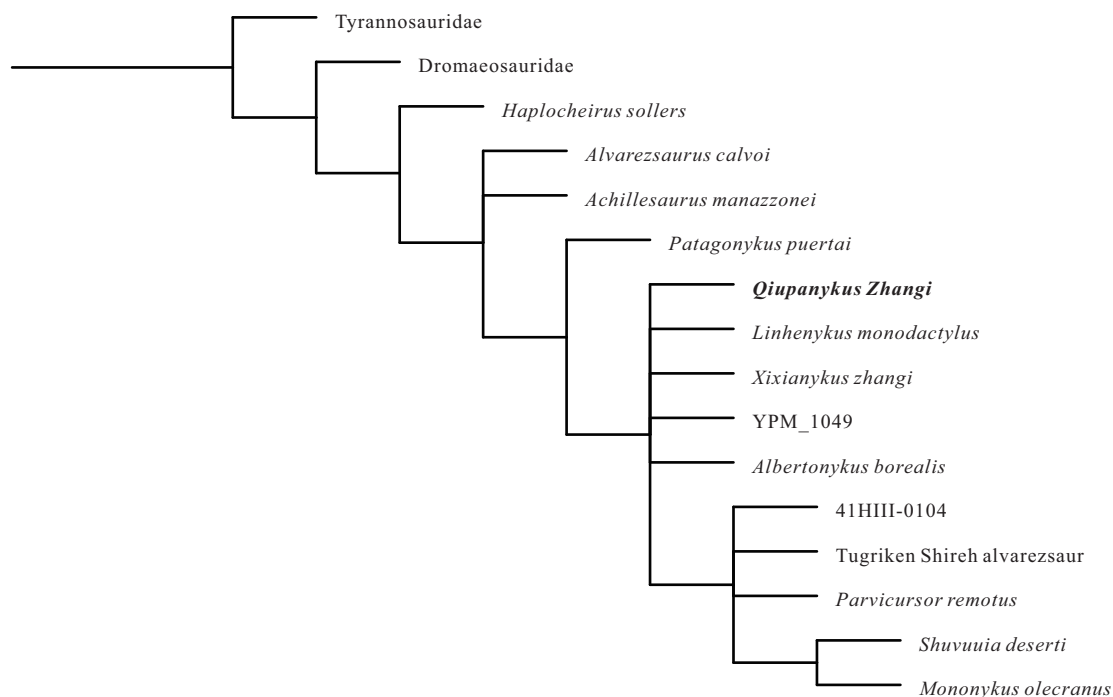 Tyrannosauridae
Dromaeosauridae
Haplocheirus sollers
Alvarezsaurus calvoi
Achillesaurus manazzonei
Patagonykus puertai
Qiupanykus Zhangi
Linhenykus monodactylus
Xixianykus zhangi
YPM_1049
Albertonykus borealis
41HIII-0104
Tugriken Shireh alvarezsaur
Parvicursor remotus
Shuvuuia deserti
Mononykus olecranus